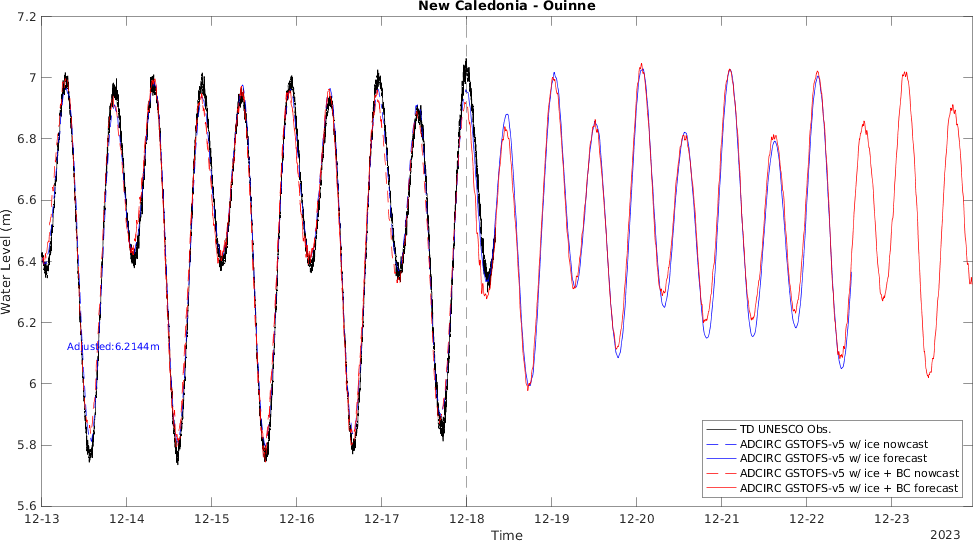 New Caledonia - Ouinne
7.2
7
6.8
6.6
6.4
6.2
6
5.8
5.6
Water Level (m)
Adjusted:6.2144m
TD UNESCO Obs.
ADCIRC GSTOFS-v5 w/ ice nowcast
ADCIRC GSTOFS-v5 w/ ice forecast
ADCIRC GSTOFS-v5 w/ ice + BC nowcast
ADCIRC GSTOFS-v5 w/ ice + BC forecast
12-13 12-14 12-15 12-16 12-17 12-18 12-19 12-20 12-21 12-22 12-23
Time
2023